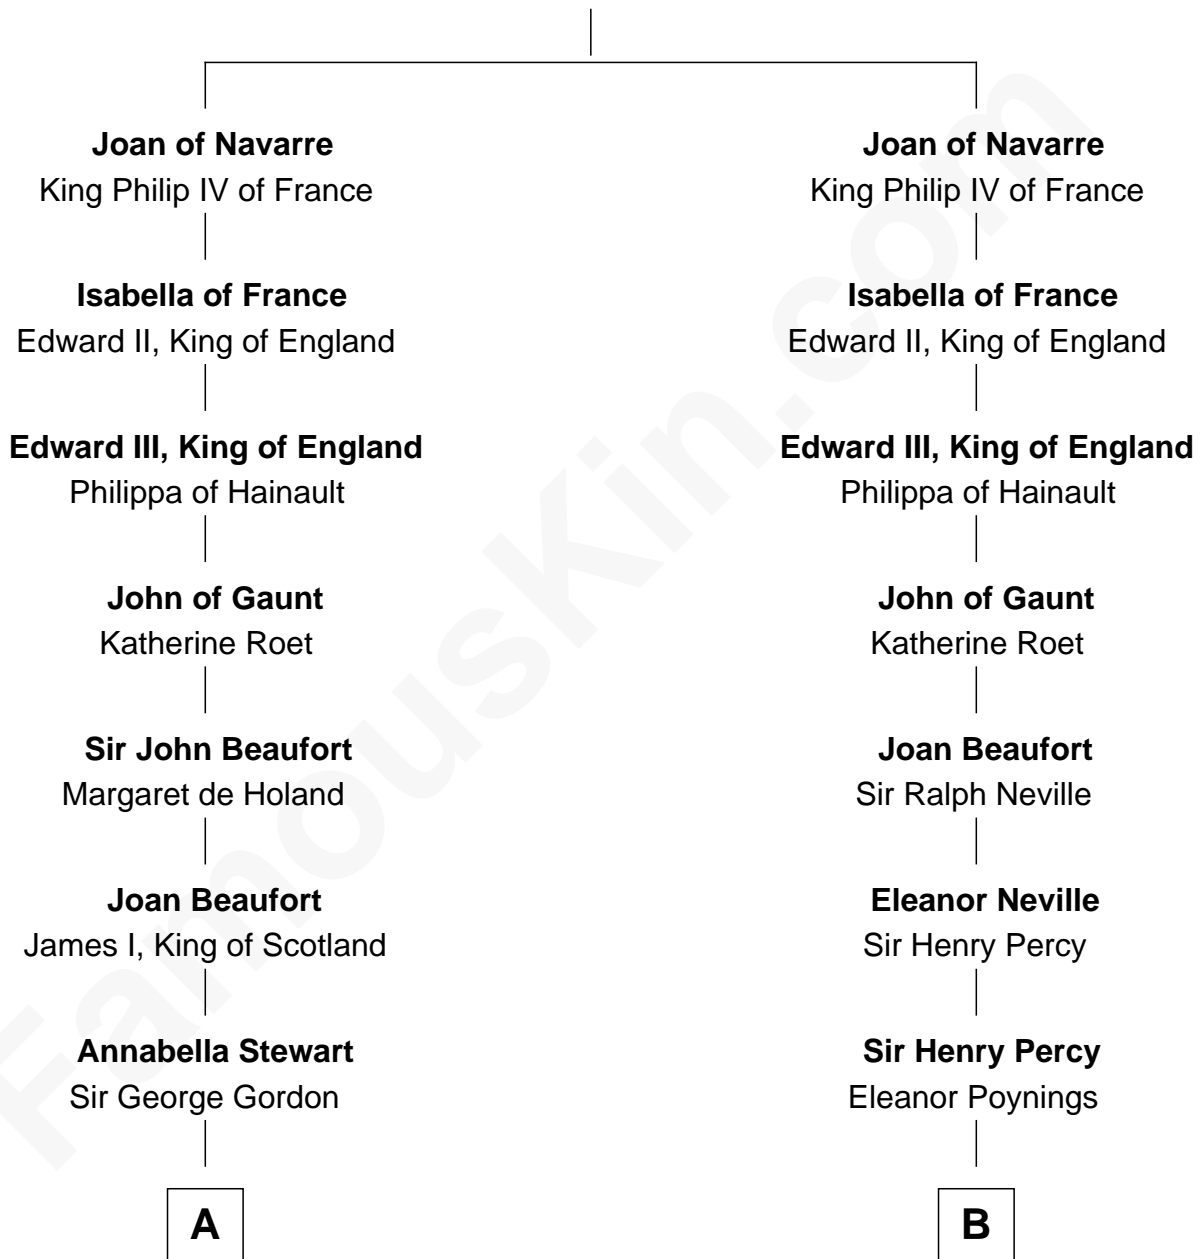 Joan of Navarre
King Philip IV of France
Isabella of France
Edward II, King of England
Edward III, King of England
Philippa of Hainault
John of Gaunt
Katherine Roet
Sir John Beaufort
Margaret de Holand
Joan Beaufort
James I, King of Scotland
Annabella Stewart
Sir George Gordon
A
Joan of Navarre
King Philip IV of France
Isabella of France
Edward II, King of England
Edward III, King of England
Philippa of Hainault
John of Gaunt
Katherine Roet
Joan Beaufort
Sir Ralph Neville
Eleanor Neville
Sir Henry Percy
Sir Henry Percy
Eleanor Poynings
B
FamousKin.com